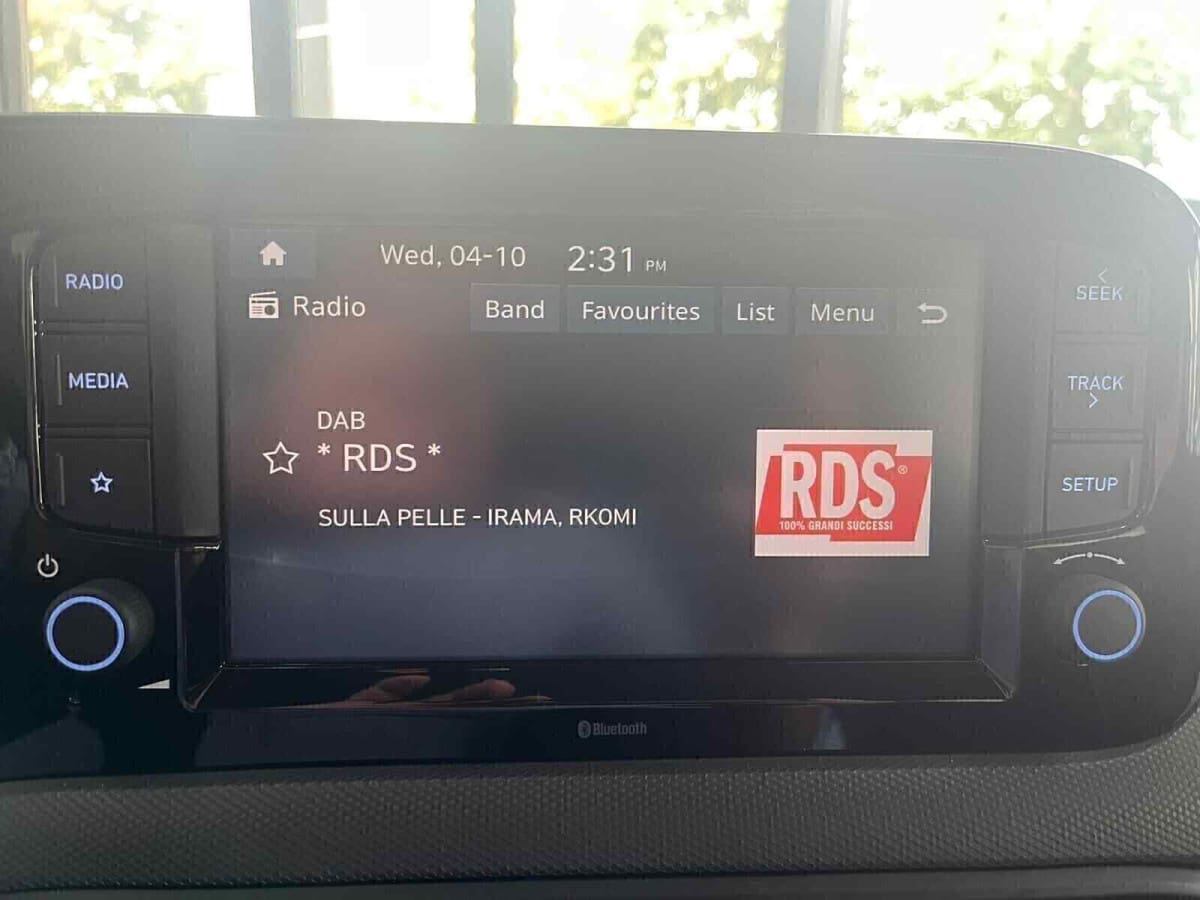 Wed, 04-10 2:31 PM
Radio Band Favourites List Menu
RADIO
MEDIA
< SEEK
TRACK >
SETUP
DAB
* RDS *
SULLA PELLE - IRAMA, RKOMI
RDS®
100% GRANDI SUCCESSI
Bluetooth